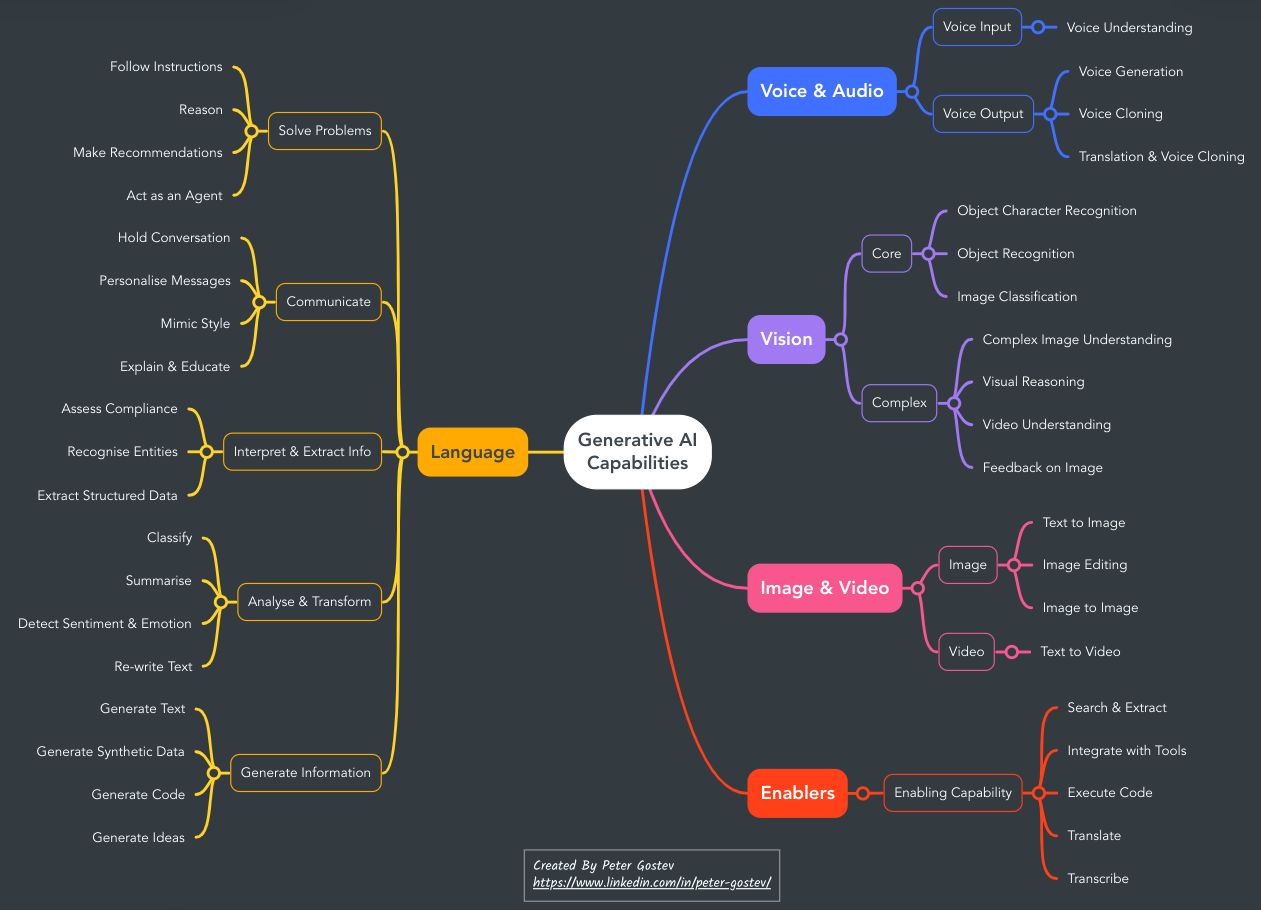 Generative AI
Capabilities
Language
Solve Problems
Follow Instructions
Reason
Make Recommendations
Act as an Agent
Communicate
Hold Conversation
Personalise Messages
Mimic Style
Explain & Educate
Interpret & Extract Info
Assess Compliance
Recognise Entities
Extract Structured Data
Analyse & Transform
Classify
Summarise
Detect Sentiment & Emotion
Re-write Text
Generate Information
Generate Text
Generate Synthetic Data
Generate Code
Generate Ideas
Voice & Audio
Voice Input
Voice Understanding
Voice Output
Voice Generation
Voice Cloning
Translation & Voice Cloning
Vision
Core
Object Character Recognition
Object Recognition
Image Classification
Complex
Complex Image Understanding
Visual Reasoning
Video Understanding
Feedback on Image
Image & Video
Image
Text to Image
Image Editing
Image to Image
Video
Text to Video
Enablers
Enabling Capability
Search & Extract
Integrate with Tools
Execute Code
Translate
Transcribe
Created By Peter Gostev
https://www.linkedin.com/in/peter-gostev/